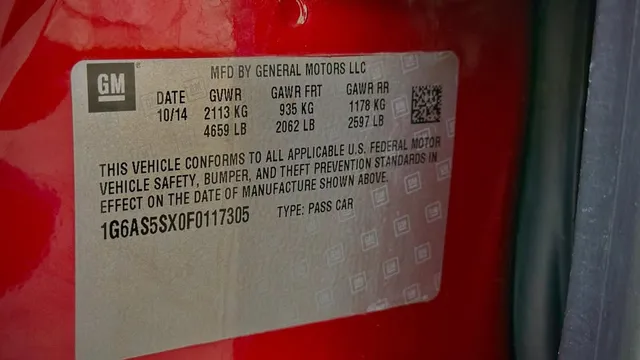 GM
MFD BY GENERAL MOTORS LLC
DATE GVWR GAWR FRT GAWR RR
10/14 2113 KG 935 KG 1178 KG
4659 LB 2062 LB 2597 LB
THIS VEHICLE CONFORMS TO ALL APPLICABLE U.S. FEDERAL MOTOR
VEHICLE SAFETY, BUMPER, AND THEFT PREVENTION STANDARDS IN
EFFECT ON THE DATE OF MANUFACTURE SHOWN ABOVE.
1G6AS5SX0F0117305 TYPE: PASS CAR